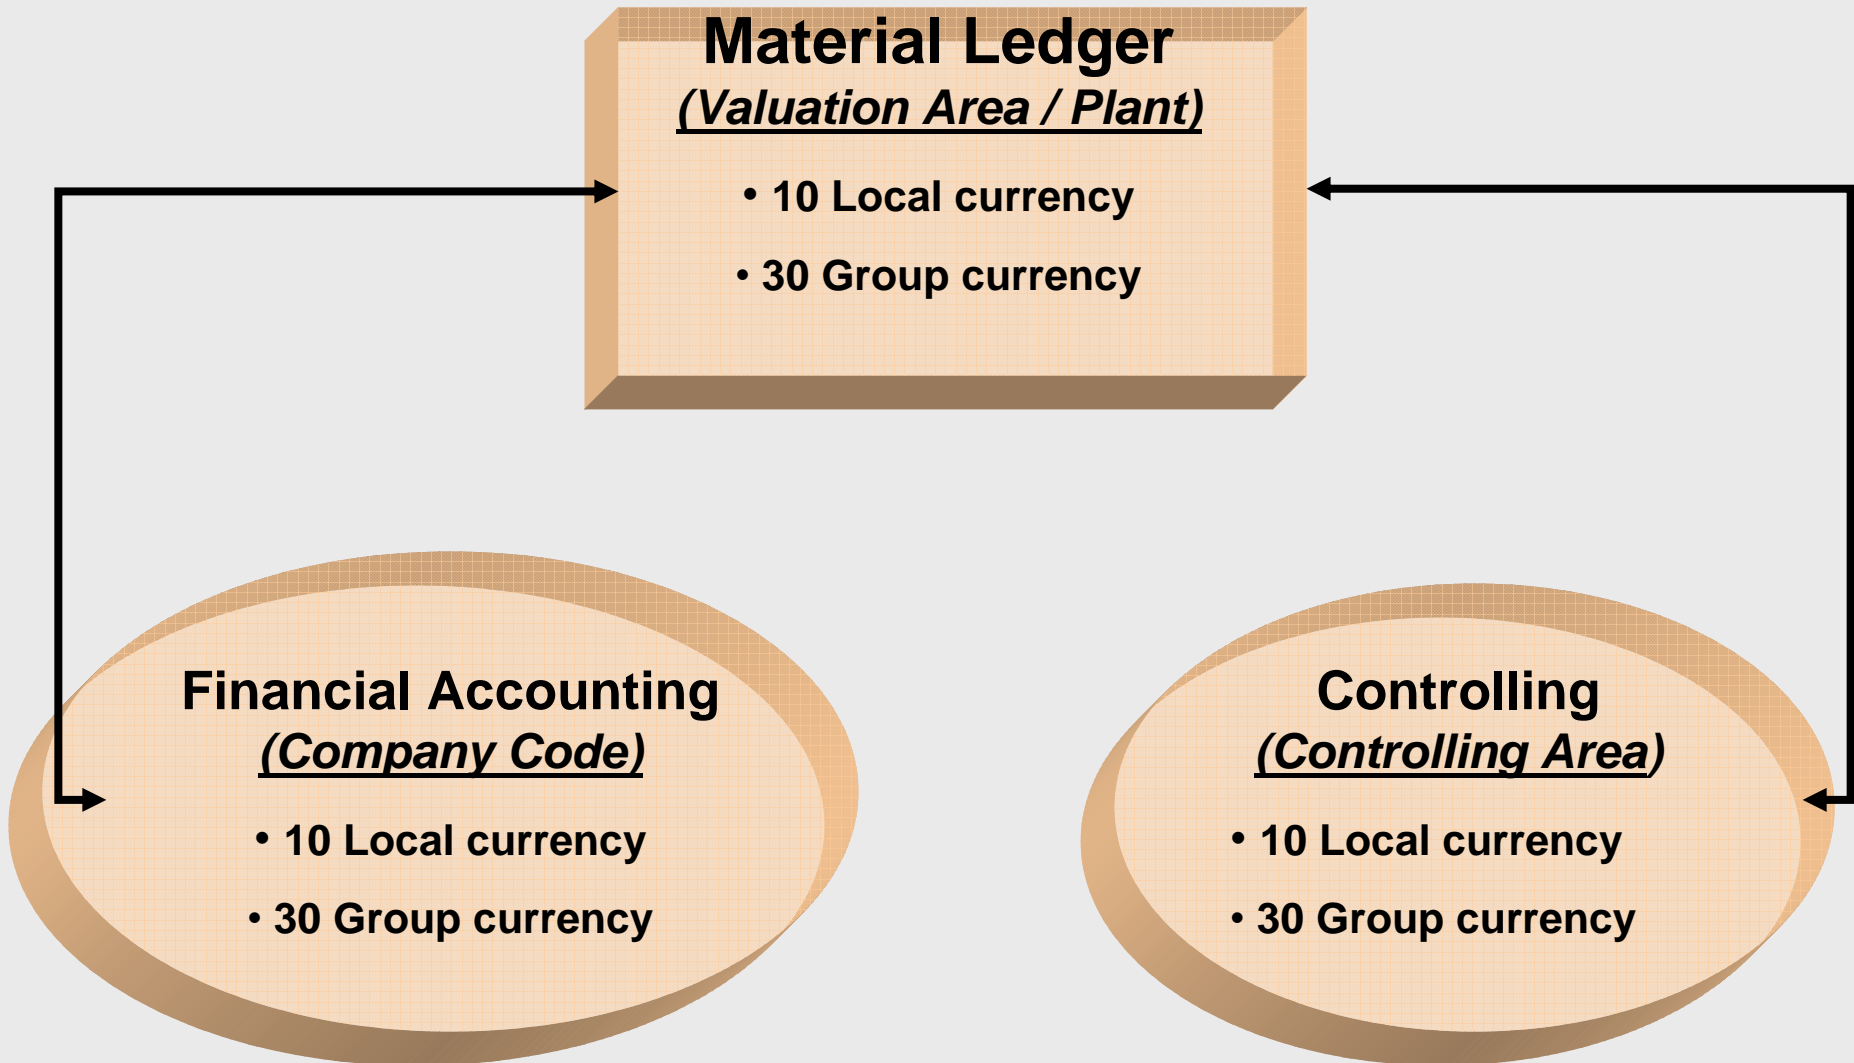 Material Ledger
(Valuation Area / Plant)
• 10 Local currency
• 30 Group currency
Financial Accounting
(Company Code)
• 10 Local currency
• 30 Group currency
Controlling
(Controlling Area)
• 10 Local currency
• 30 Group currency